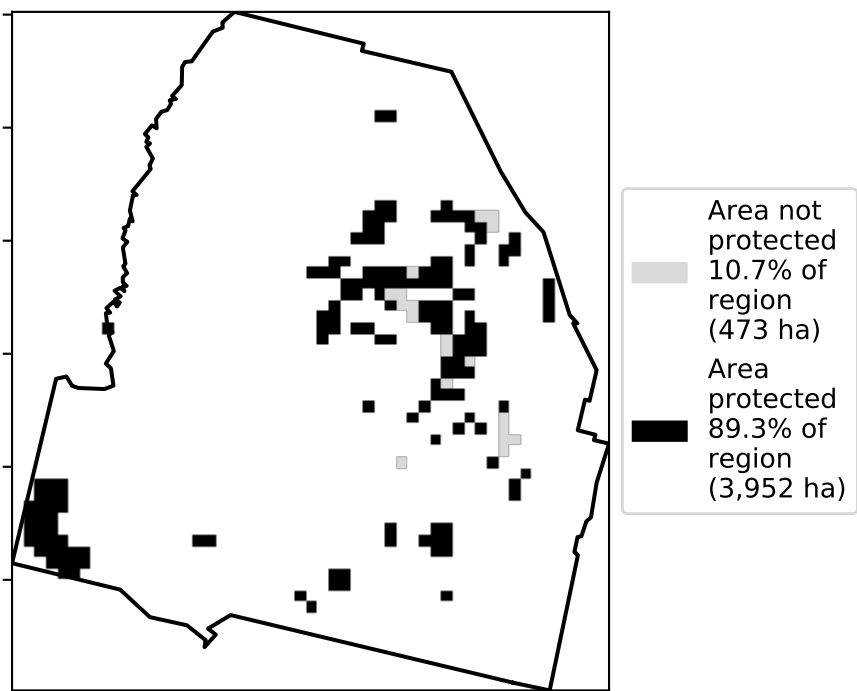 Area not
protected
10.7% of
region
(473 ha)
Area
protected
89.3% of
region
(3,952 ha)